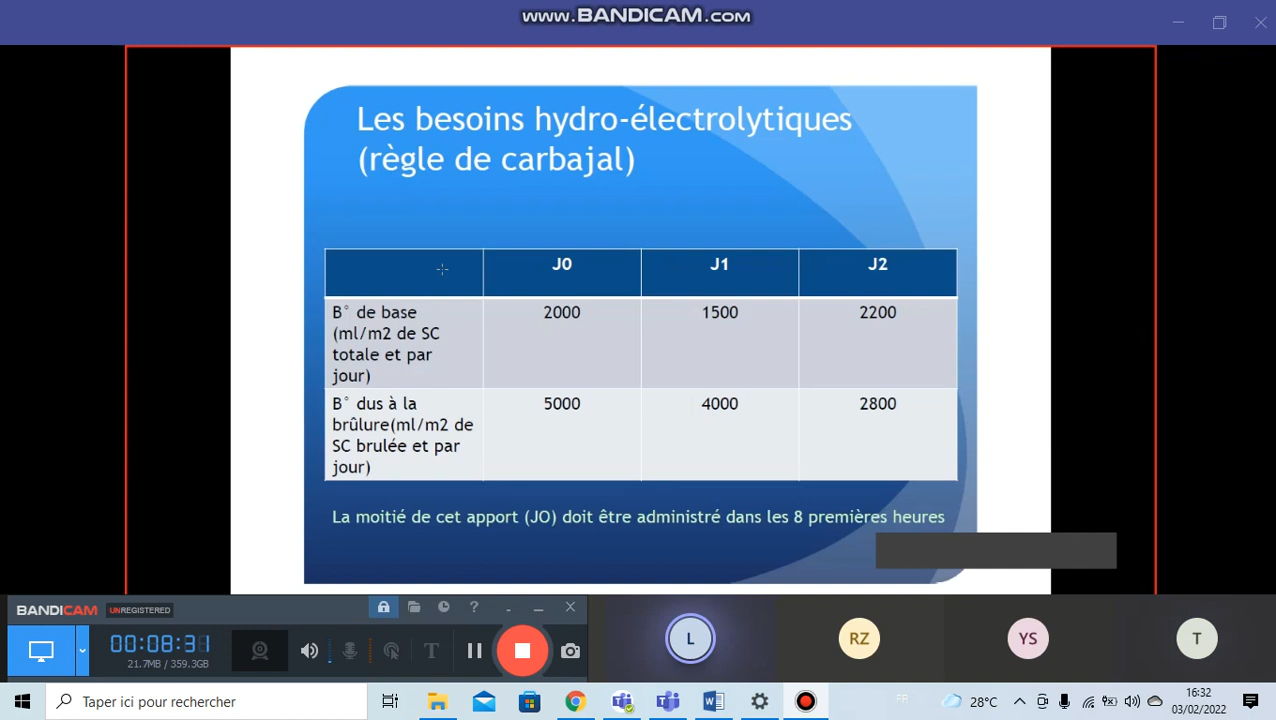 www.BANDICAM.com
Les besoins hydro-électrolytiques
(règle de carbajal)
J0
J1
J2
B° de base
(ml/m2 de SC
totale et par
jour)
2000
1500
2200
B° dus à la
brûlure(ml/m2 de
SC brulée et par
jour)
5000
4000
2800
La moitié de cet apport (JO) doit être administré dans les 8 premières heures
BANDICAM UNREGISTERED
00:08:31
21.7MB / 359.3GB
L
RZ
YS
T
Taper ici pour rechercher
FR
28°C
16:32
03/02/2022